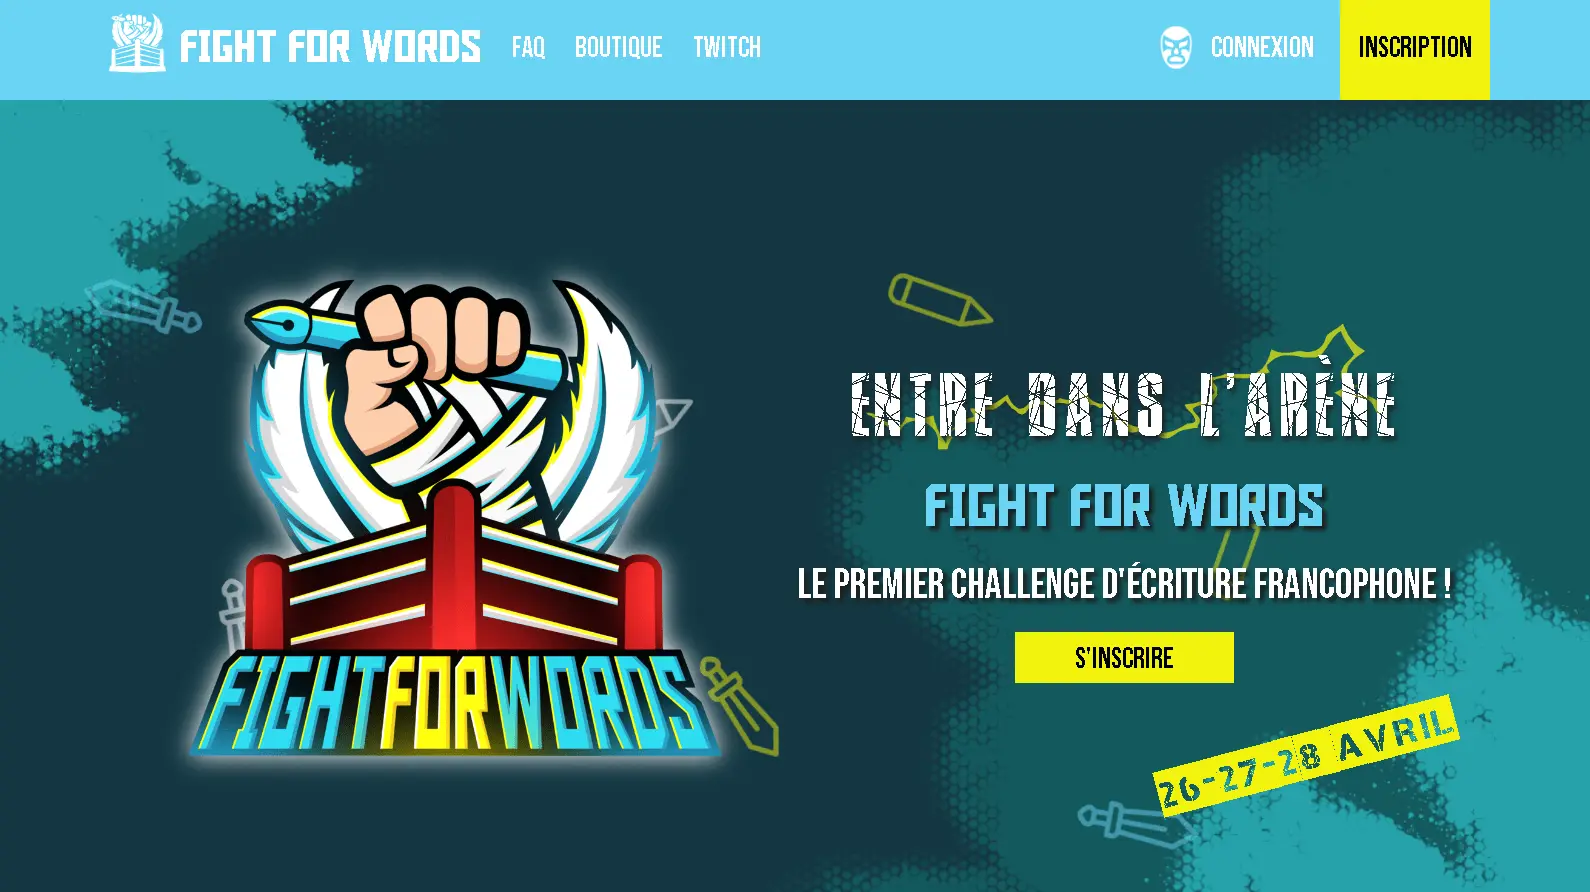 FIGHT FOR WORDS
FAQ
BOUTIQUE
TWITCH
CONNEXION
INSCRIPTION
ENTRE DANS L'ARÈNE
FIGHT FOR WORDS
LE PREMIER CHALLENGE D'ÉCRITURE FRANCOPHONE !
S'INSCRIRE
FIGHTFORWORDS
26-27-28 AVRIL